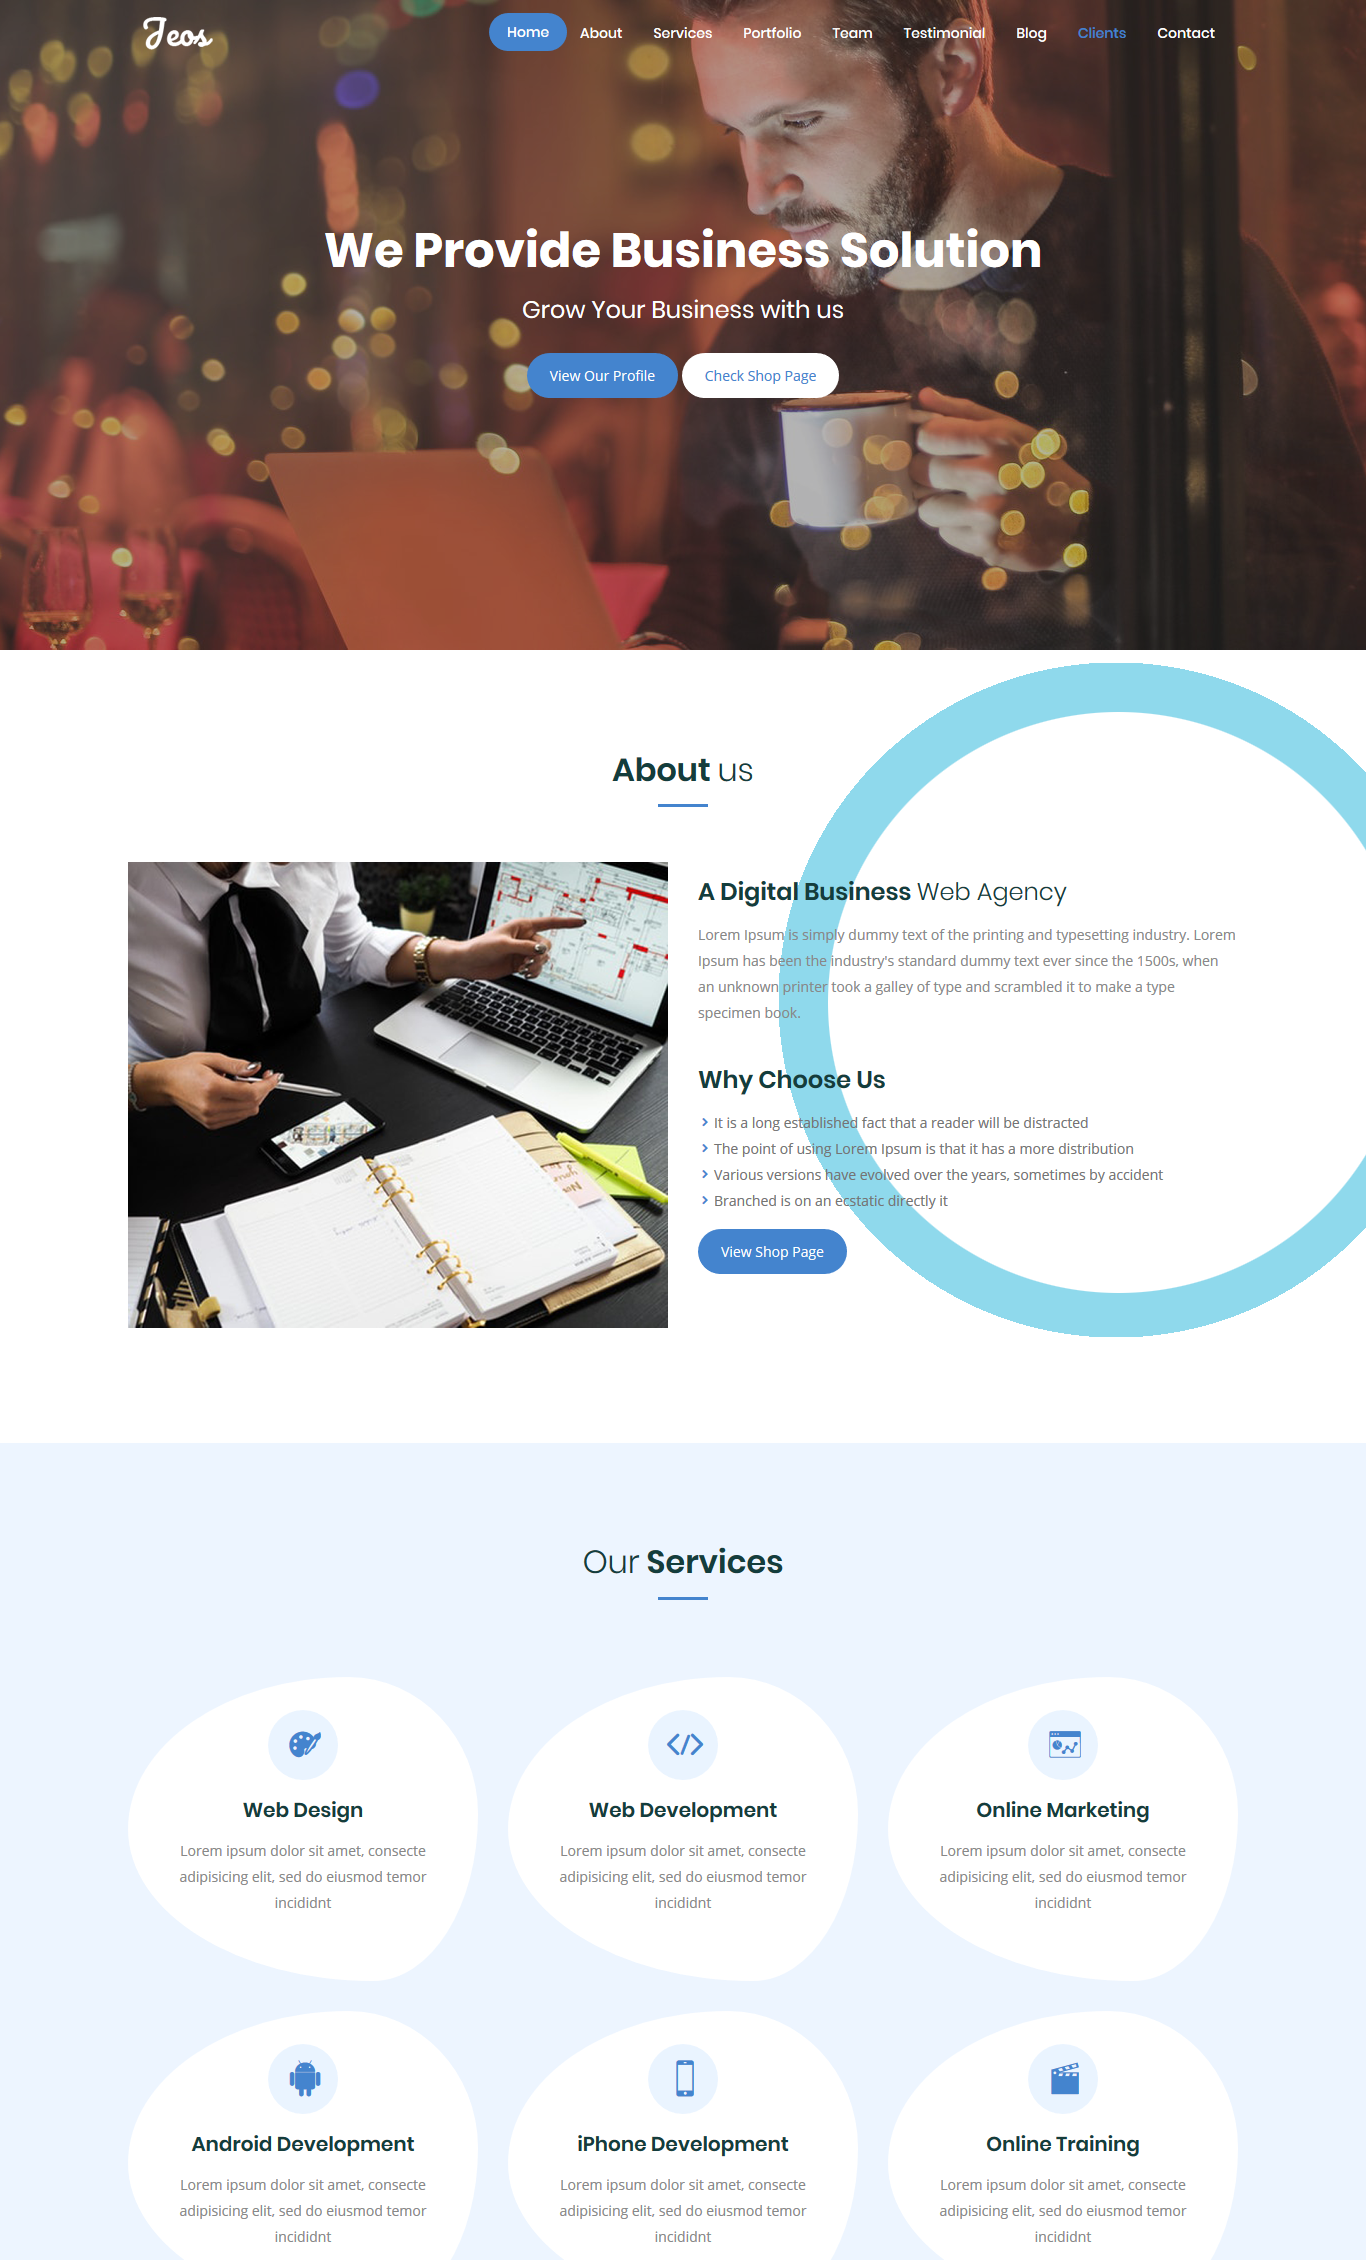 Jeos
Home About Services Portfolio Team Testimonial Blog Clients Contact
We Provide Business Solution
Grow Your Business with us
View Our Profile Check Shop Page
About us
A Digital Business Web Agency
Lorem Ipsum is simply dummy text of the printing and typesetting industry. Lorem
Ipsum has been the industry's standard dummy text ever since the 1500s, when
an unknown printer took a galley of type and scrambled it to make a type
specimen book.
Why Choose Us
It is a long established fact that a reader will be distracted
The point of using Lorem Ipsum is that it has a more distribution
Various versions have evolved over the years, sometimes by accident
Branched is on an ecstatic directly it
View Shop Page
Our Services
Web Design
Lorem ipsum dolor sit amet, consecte
adipisicing elit, sed do eiusmod temor
incididnt
Web Development
Lorem ipsum dolor sit amet, consecte
adipisicing elit, sed do eiusmod temor
incididnt
Online Marketing
Lorem ipsum dolor sit amet, consecte
adipisicing elit, sed do eiusmod temor
incididnt
Android Development
Lorem ipsum dolor sit amet, consecte
adipisicing elit, sed do eiusmod temor
incididnt
iPhone Development
Lorem ipsum dolor sit amet, consecte
adipisicing elit, sed do eiusmod temor
incididnt
Online Training
Lorem ipsum dolor sit amet, consecte
adipisicing elit, sed do eiusmod temor
incididnt